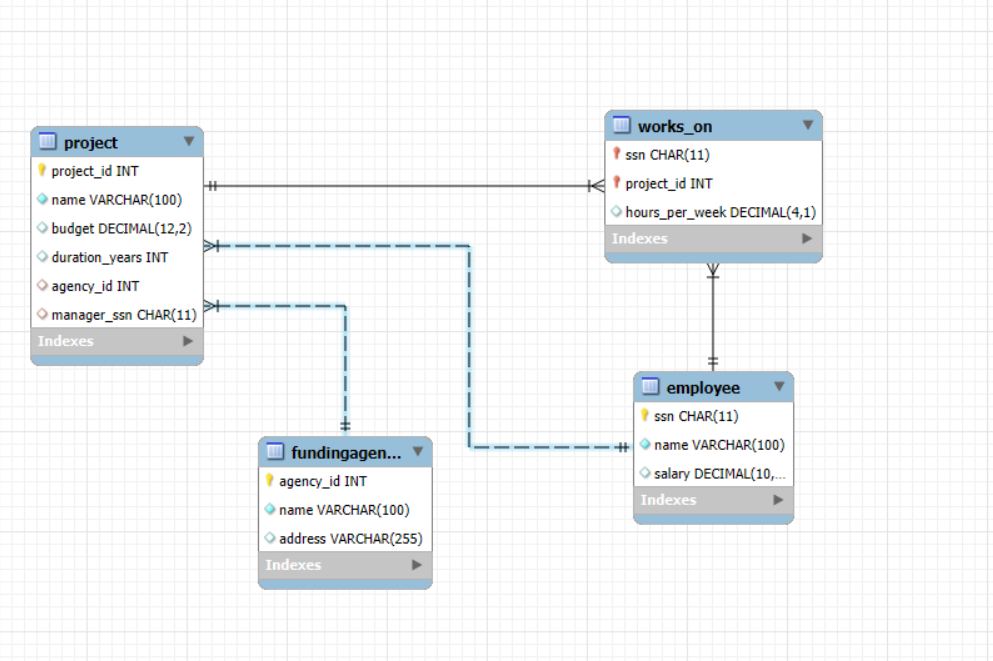 project
project_id INT
name VARCHAR(100)
budget DECIMAL(12,2)
duration_years INT
agency_id INT
manager_ssn CHAR(11)
Indexes
works_on
ssn CHAR(11)
project_id INT
hours_per_week DECIMAL(4,1)
Indexes
fundingagen...
agency_id INT
name VARCHAR(100)
address VARCHAR(255)
Indexes
employee
ssn CHAR(11)
name VARCHAR(100)
salary DECIMAL(10,...
Indexes